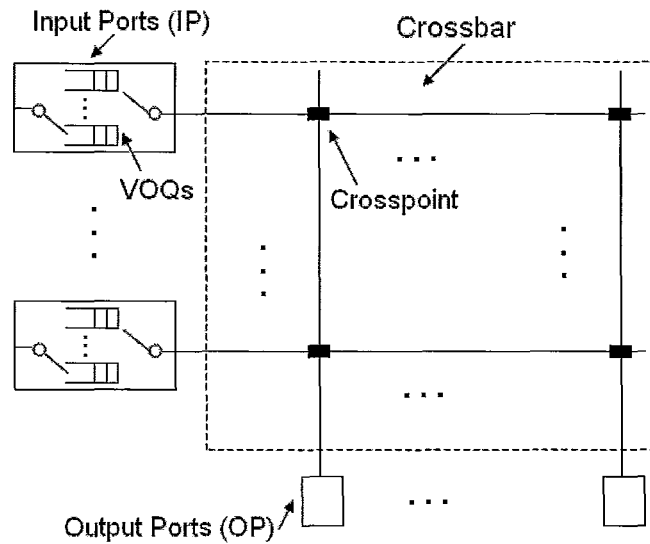 Input Ports (IP)
Crossbar
VOQs
Crosspoint
Output Ports (OP)